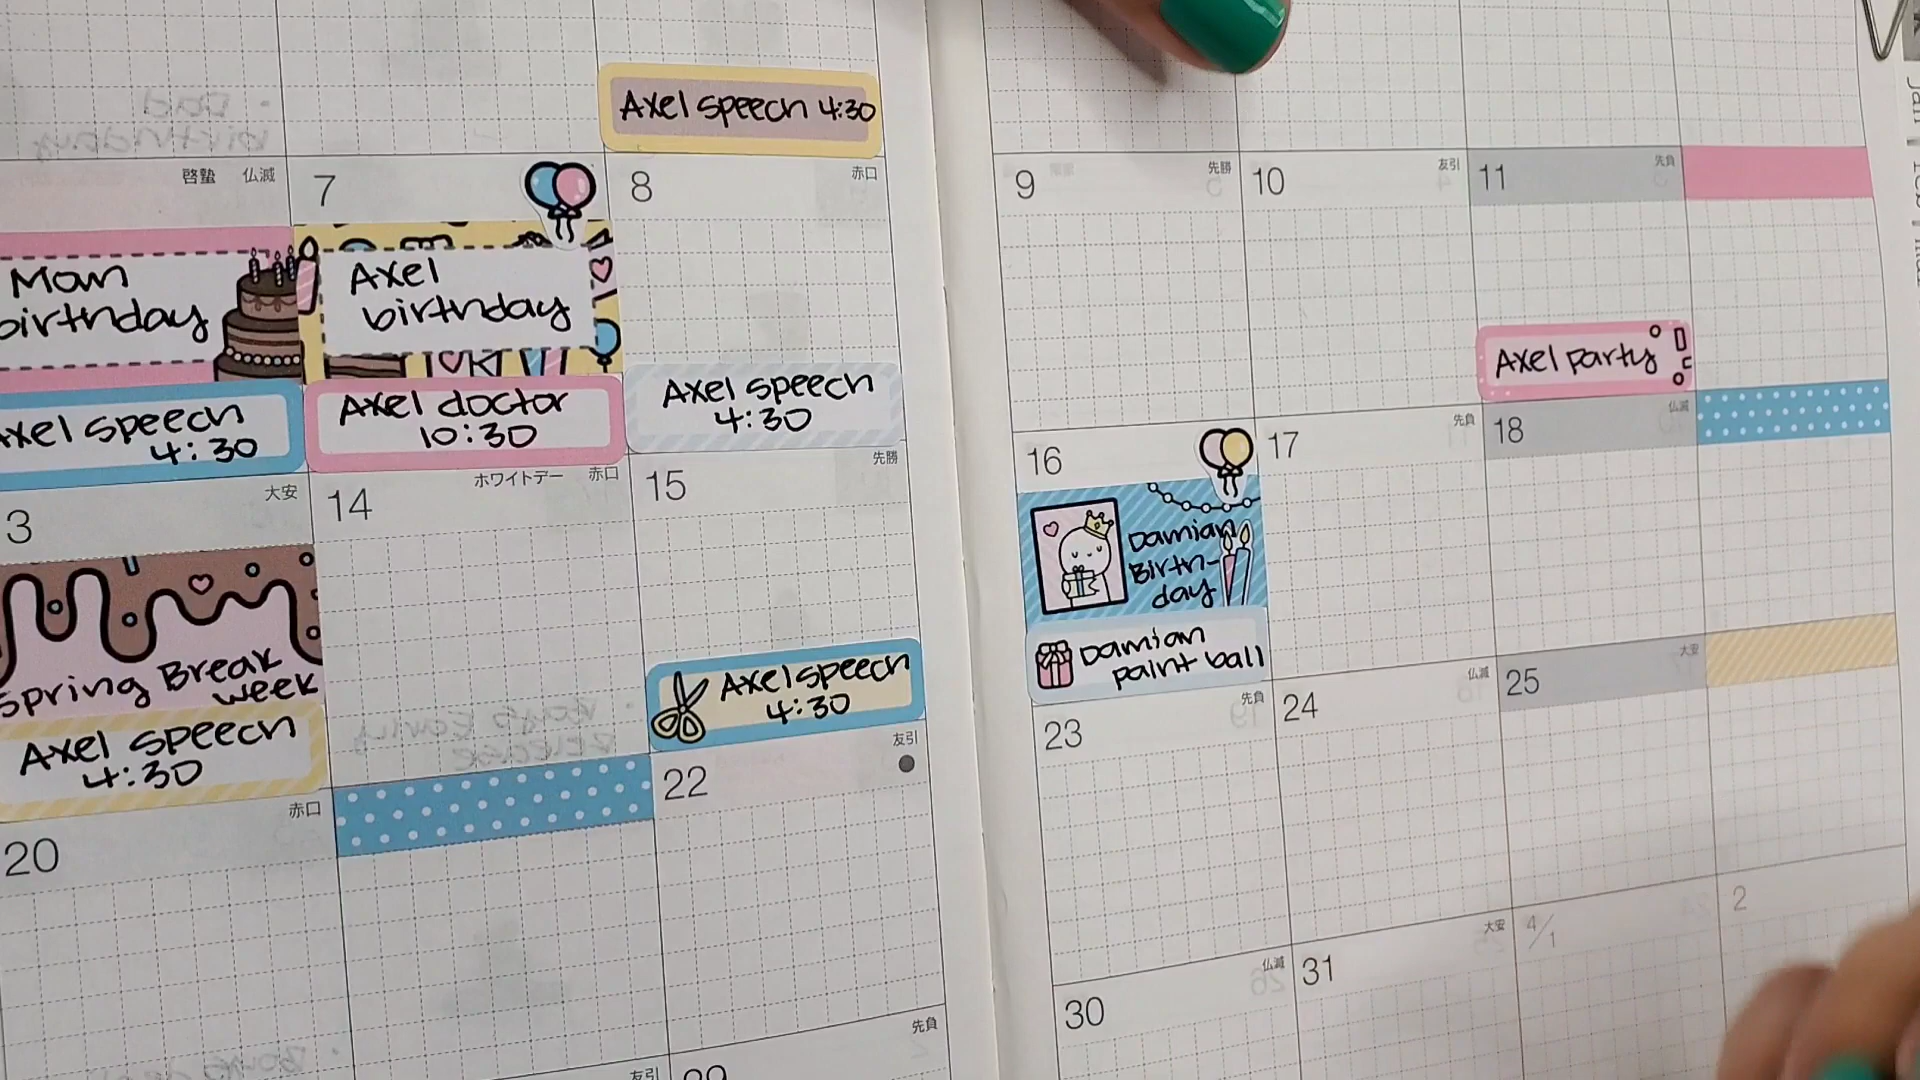 Axel speech 4:30
啓蟄 仏滅
7
8 赤口
9 先勝
10 友引
11 先負
Mom
birthday
Axel
birthday
Axel speech
4:30
Axel doctor
10:30
Axel speech
4:30
Axel party
3 大安
14 ホワイトデー 赤口
15 先勝
16
17 先負
18 仏滅
Spring Break
week
Axel speech
4:30
Axel speech
4:30
Damian
Birth-
day
Damian
paint ball
20 赤口
22 友引
23 先負
24 仏滅
25 大安
30 仏滅
31 大安
4/1
2
先負
友引
29